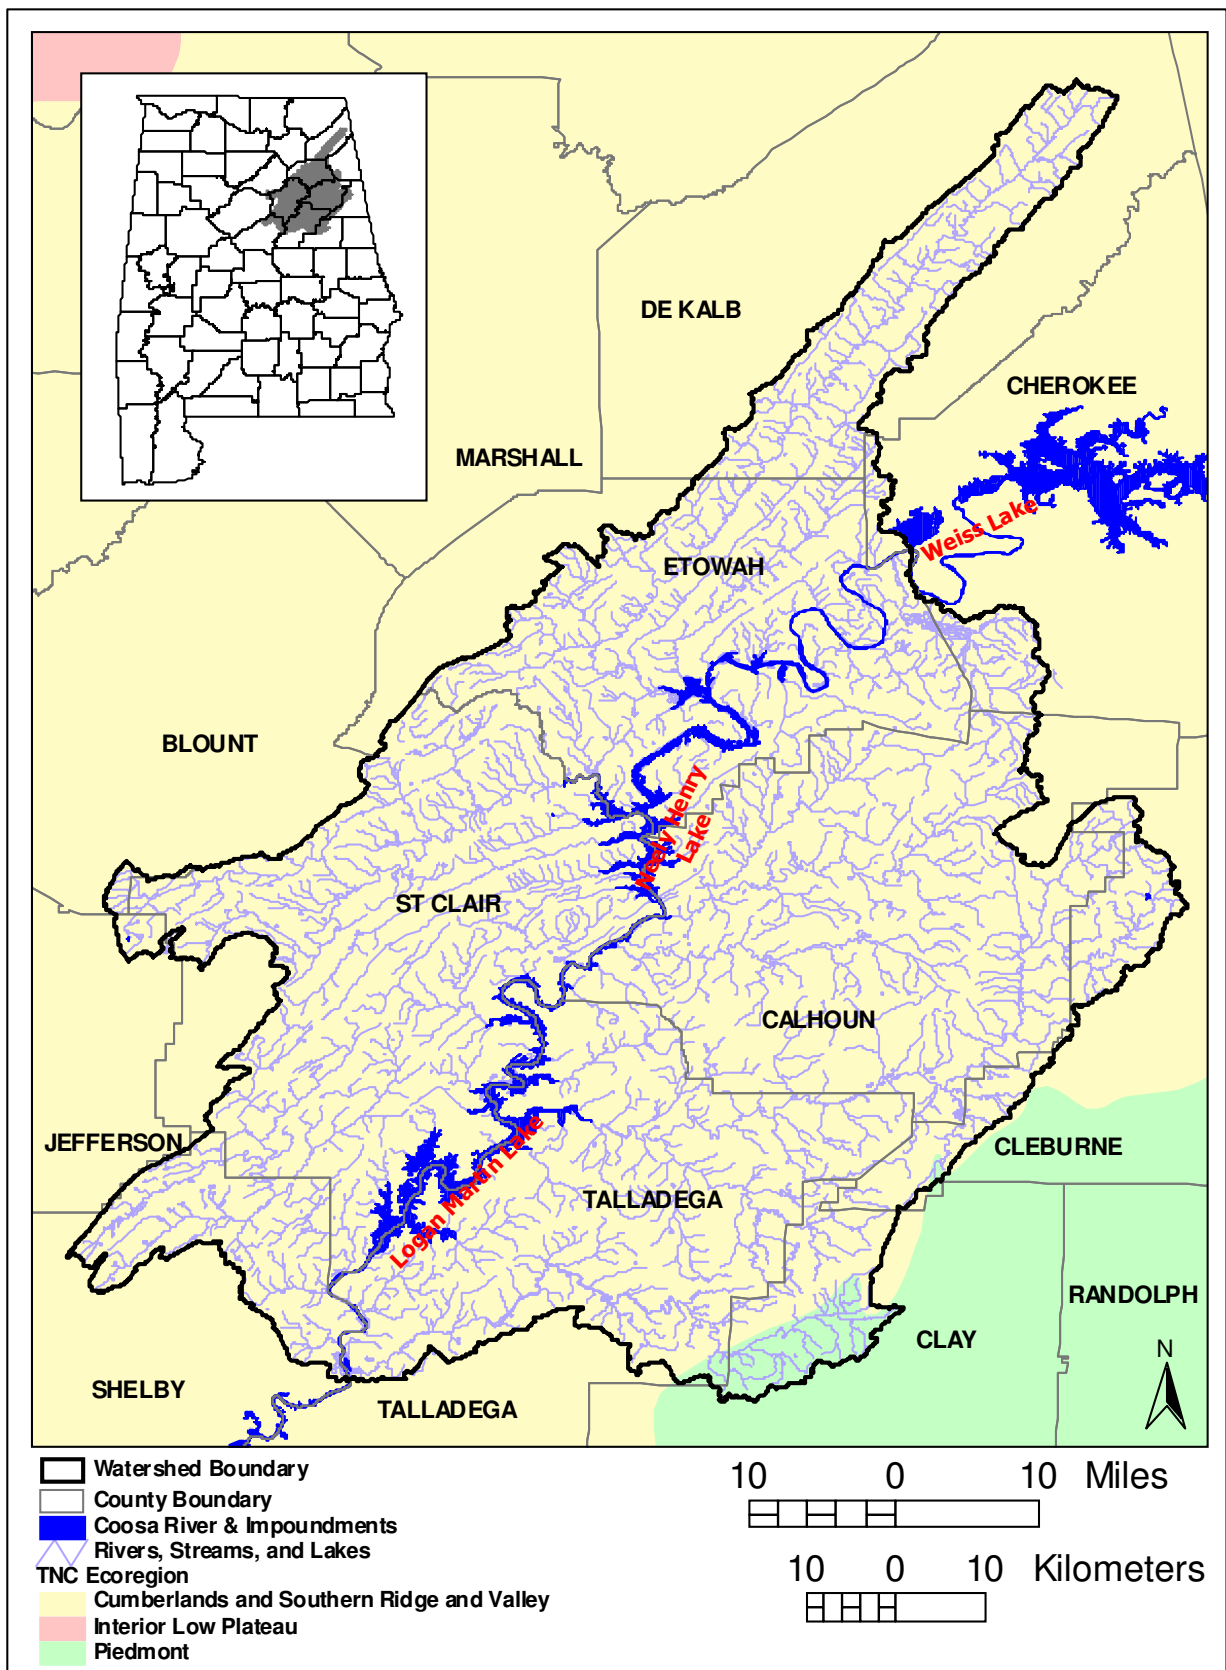 DE KALB
CHEROKEE
MARSHALL
Weiss Lake
ETOWAH
BLOUNT
Neely Henry
Lake
ST CLAIR
CALHOUN
JEFFERSON
Logan Martin Lake
CLEBURNE
TALLADEGA
RANDOLPH
CLAY
N
SHELBY
TALLADEGA
Watershed Boundary
County Boundary
Coosa River & Impoundments
Rivers, Streams, and Lakes
TNC Ecoregion
Cumberlands and Southern Ridge and Valley
Interior Low Plateau
Piedmont
10 0 10 Miles
10 0 10 Kilometers